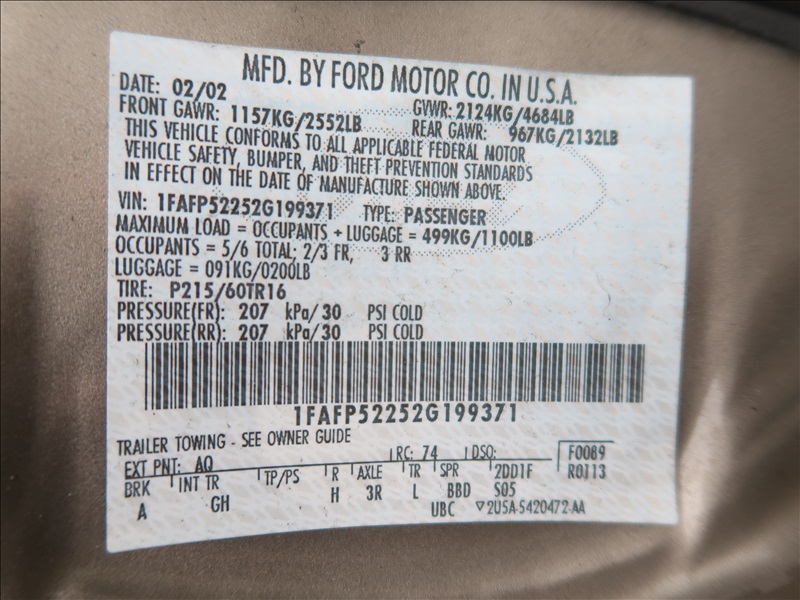 MFD. BY FORD MOTOR CO. IN U.S.A.
DATE: 02/02 GVWR: 2124KG/4684LB
FRONT GAWR: 1157KG/2552LB REAR GAWR: 967KG/2132LB
THIS VEHICLE CONFORMS TO ALL APPLICABLE FEDERAL MOTOR
VEHICLE SAFETY, BUMPER, AND THEFT PREVENTION STANDARDS
IN EFFECT ON THE DATE OF MANUFACTURE SHOWN ABOVE.
VIN: 1FAFP52252G199371 TYPE: PASSENGER
MAXIMUM LOAD = OCCUPANTS + LUGGAGE = 499KG/1100LB
OCCUPANTS = 5/6 TOTAL; 2/3 FR, 3 RR
LUGGAGE = 091KG/0200LB
TIRE: P215/60TR16
PRESSURE(FR): 207 kPa/30 PSI COLD
PRESSURE(RR): 207 kPa/30 PSI COLD
1FAFP52252G199371
TRAILER TOWING - SEE OWNER GUIDE
EXT PNT: AQ RC: 74 DSO: F0089
BRK INT TR TP/PS R AXLE TR SPR 2DD1F R0113
A GH H 3R L BBD S05
UBC ▽2U5A-5420472-AA